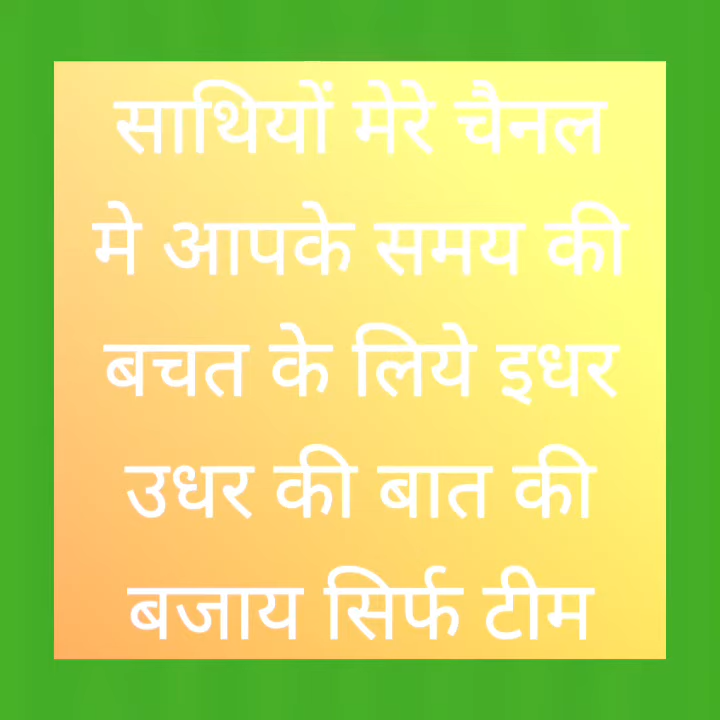 साथियों मेरे चैनल
मे आपके समय की
बचत के लिये इधर
उधर की बात की
बजाय सिर्फ टीम